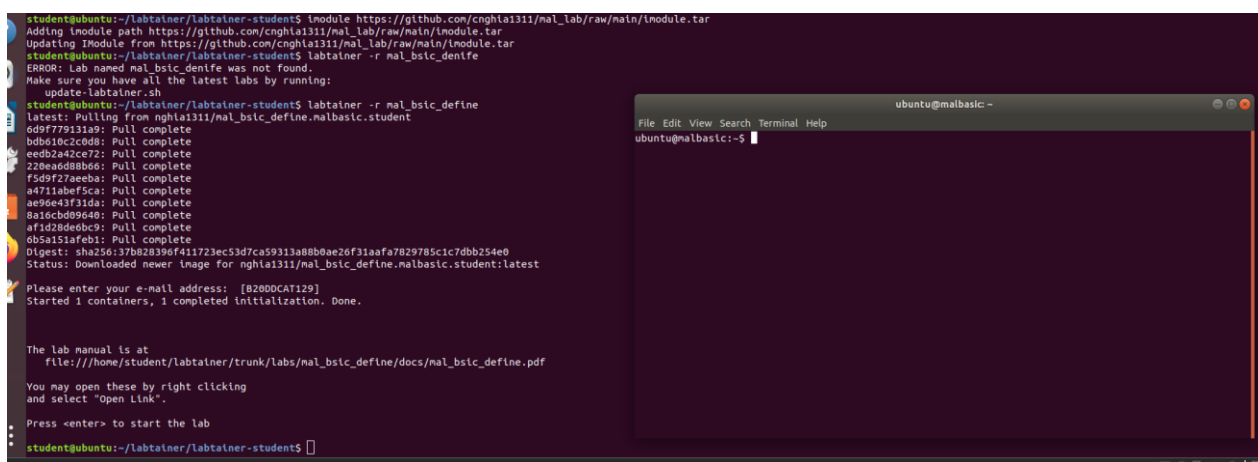 student@ubuntu:~/labtainer/labtainer-student$ imodule https://github.com/cnghia1311/mal_lab/raw/main/imodule.tar
Adding imodule path https://github.com/cnghia1311/mal_lab/raw/main/imodule.tar
Updating IModule from https://github.com/cnghia1311/mal_lab/raw/main/imodule.tar
student@ubuntu:~/labtainer/labtainer-student$ labtainer -r mal_bsic_denife
ERROR: Lab named mal_bsic_denife was not found.
Make sure you have all the latest labs by running:
update-labtainer.sh
student@ubuntu:~/labtainer/labtainer-student$ labtainer -r mal_bsic_define
latest: Pulling from nghia1311/mal_bsic_define.malbasic.student
6d9f779131a9: Pull complete
bdb610c2c0d8: Pull complete
eedb2a42ce72: Pull complete
220ea6d88b66: Pull complete
f5d9f27aeeba: Pull complete
a4711abef5ca: Pull complete
ae96e43f31da: Pull complete
8a16cbd09640: Pull complete
af1d28de6bc9: Pull complete
6b5a151afeb1: Pull complete
Digest: sha256:37b828396f411723ec53d7ca59313a88b0ae26f31aafa7829785c1c7dbb254e0
Status: Downloaded newer image for nghia1311/mal_bsic_define.malbasic.student:latest
Please enter your e-mail address: [B20DDCAT129]
Started 1 containers, 1 completed initialization. Done.
The lab manual is at
file:///home/student/labtainer/trunk/labs/mal_bsic_define/docs/mal_bsic_define.pdf
You may open these by right clicking
and select "Open Link".
Press <enter> to start the lab
student@ubuntu:~/labtainer/labtainer-student$
ubuntu@malbasic: ~
File Edit View Search Terminal Help
ubuntu@malbasic:~$